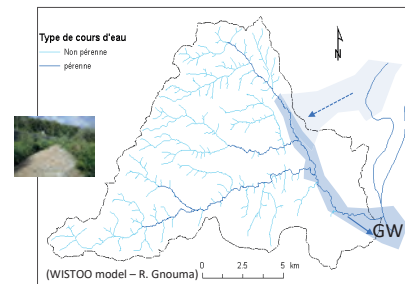 Type de cours d'eau
Non pérenne
pérenne
N
GW
(WISTOO model – R. Gnouma)
0 2.5 5 km